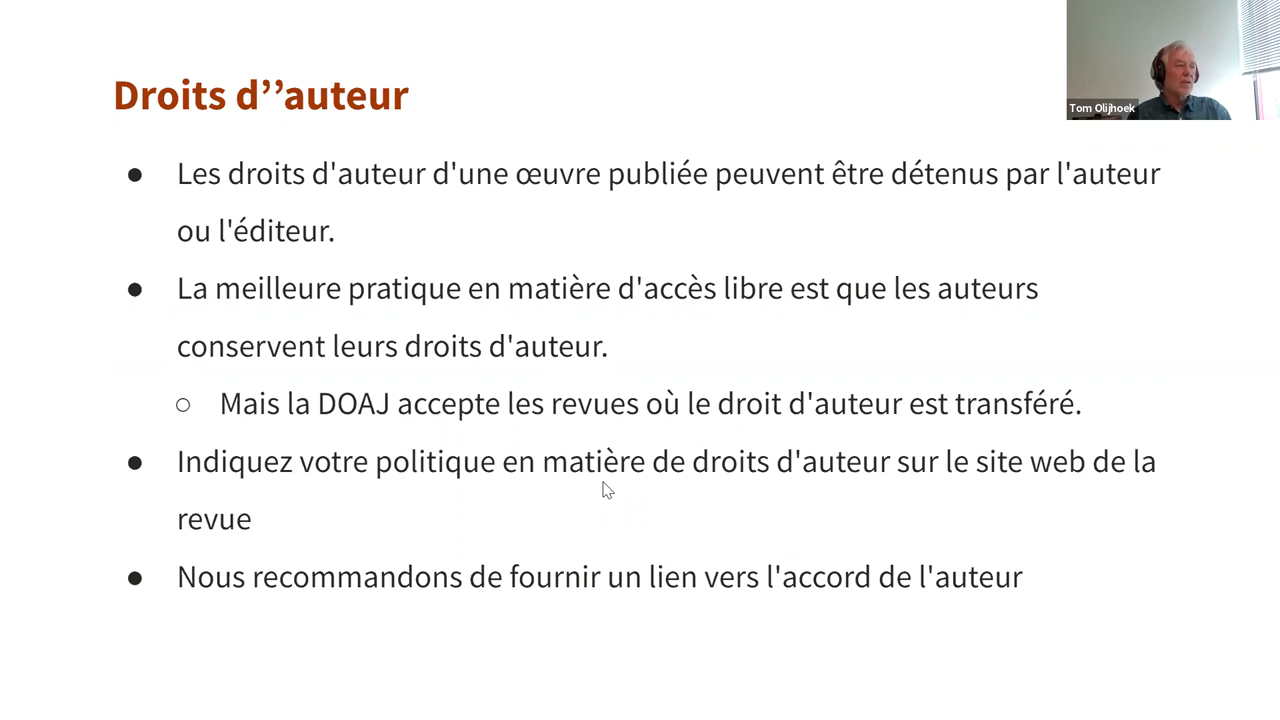 Droits d’’auteur
Tom Olijhoek
● Les droits d'auteur d'une œuvre publiée peuvent être détenus par l'auteur
ou l'éditeur.
● La meilleure pratique en matière d'accès libre est que les auteurs
conservent leurs droits d'auteur.
○ Mais la DOAJ accepte les revues où le droit d'auteur est transféré.
● Indiquez votre politique en matière de droits d'auteur sur le site web de la
revue
● Nous recommandons de fournir un lien vers l'accord de l'auteur